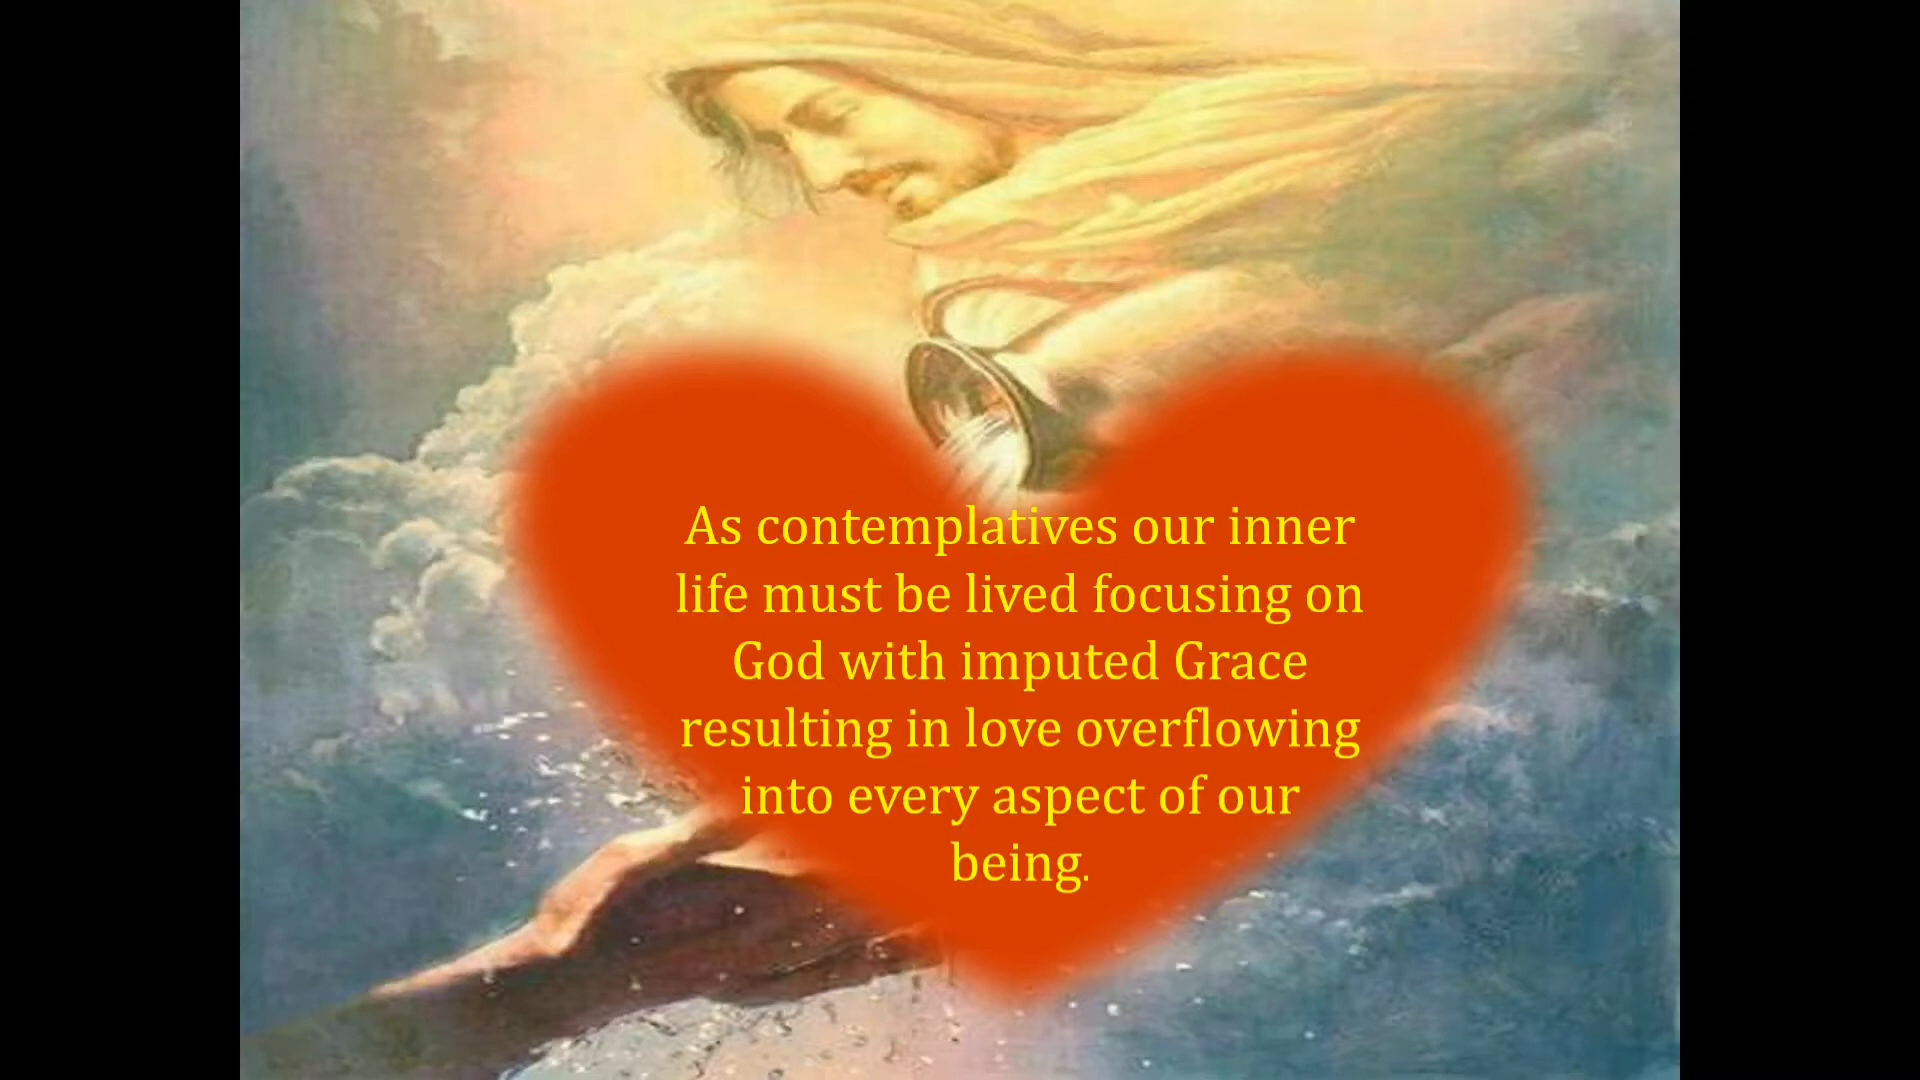 As contemplatives our inner
life must be lived focusing on
God with imputed Grace
resulting in love overflowing
into every aspect of our
being.